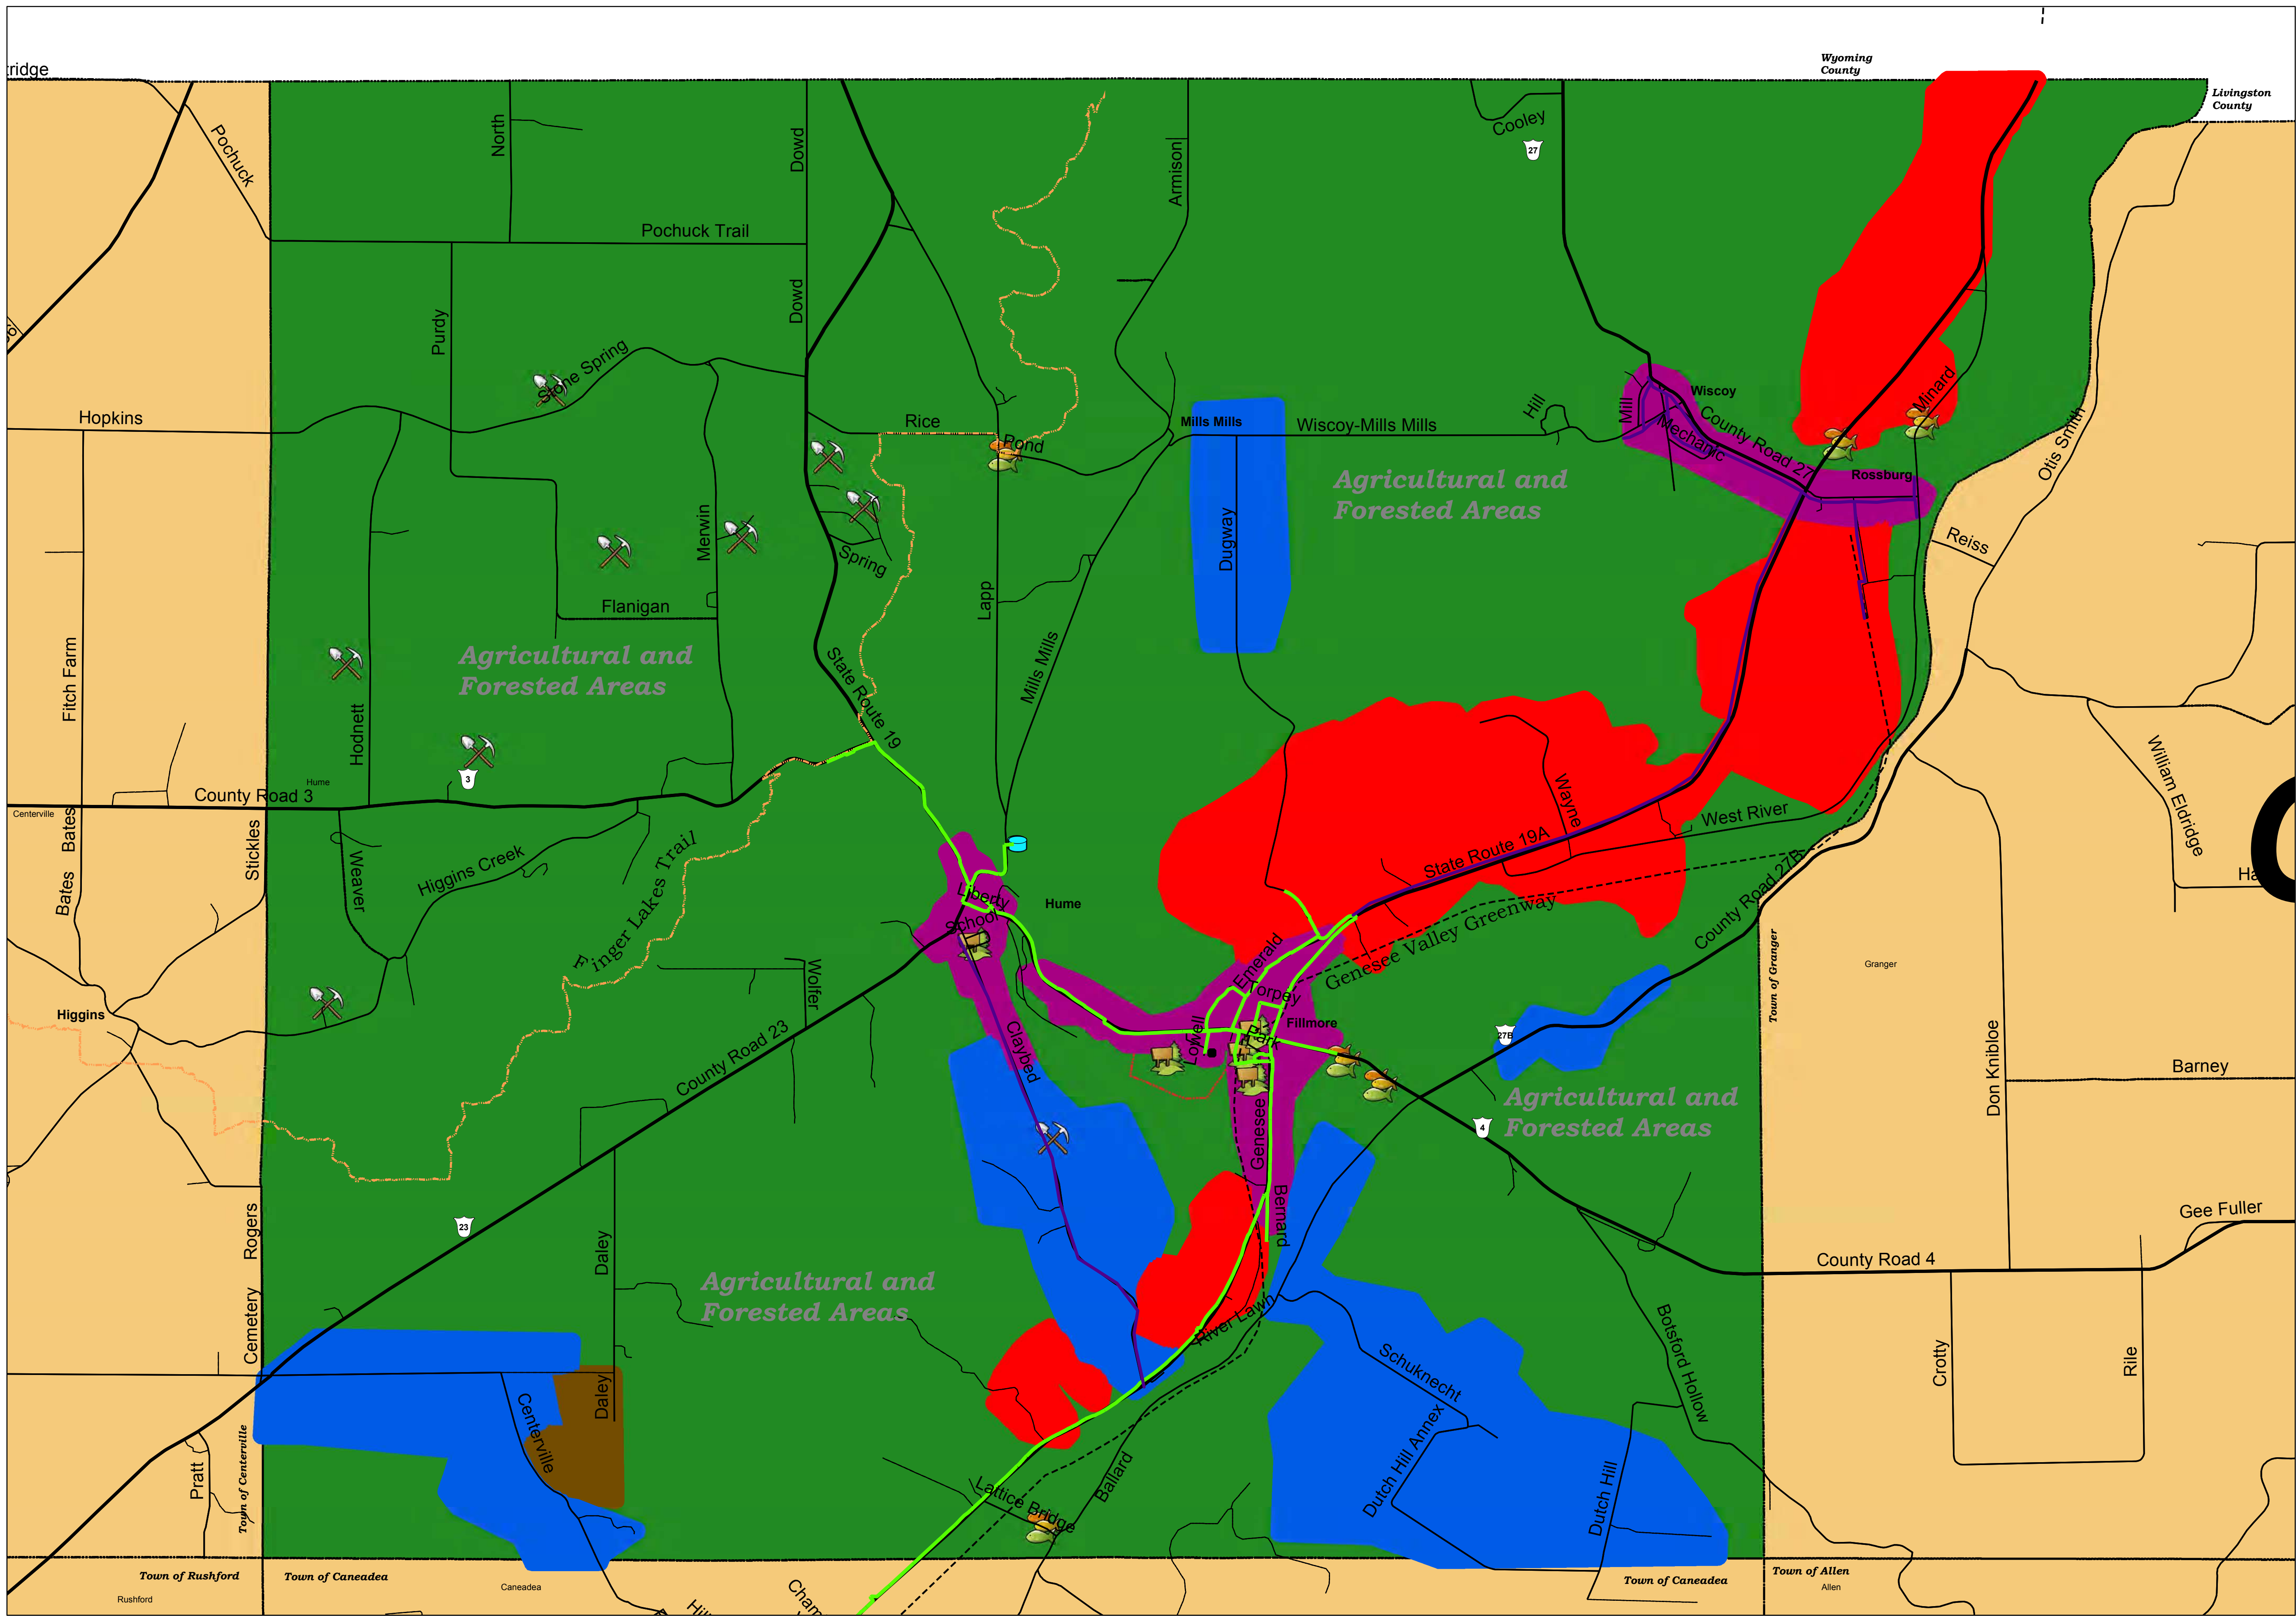 Wyoming
County
Livingston
County
Pochuck
North
Dowd
Armison
Cooley
27
Pochuck Trail
Dowd
Purdy
Stone Spring
Hopkins
Rice
Pond
Mills Mills
Wiscoy-Mills Mills
Hill
Mill
Wiscoy
County Road 27
Mechanic
Minard
Rossburg
Otis Smith
Reiss
Agricultural and
Forested Areas
Merwin
Spring
Dugway
Flanigan
Lapp
Mills Mills
Agricultural and
Forested Areas
Fitch Farm
Hodnett
State Route 19
3
Hume
County Road 3
Centerville
Bates
Bates
Stickles
Weaver
Higgins Creek
Finger Lakes Trail
Wayne
West River
State Route 19A
William Eldridge
Ha
Liberty
School
Hume
County Road 27B
Genesee Valley Greenway
Emerald
Torpey
Fillmore
Park
Lowell
Wolfer
Claybed
County Road 23
Town of Granger
Granger
Higgins
27B
Don Knibloe
Barney
Agricultural and
Forested Areas
4
Genesee
Bernard
Rogers
23
Daley
Gee Fuller
County Road 4
Agricultural and
Forested Areas
River Lawn
Cemetery
Botsford Hollow
Schuknecht
Crotty
Rile
Daley
Centerville
Dutch Hill Annex
Dutch Hill
Pratt
Town of Centerville
Ballard
Lattice Bridge
Town of Rushford
Town of Caneadea
Caneadea
Rushford
Town of Caneadea
Town of Allen
Allen